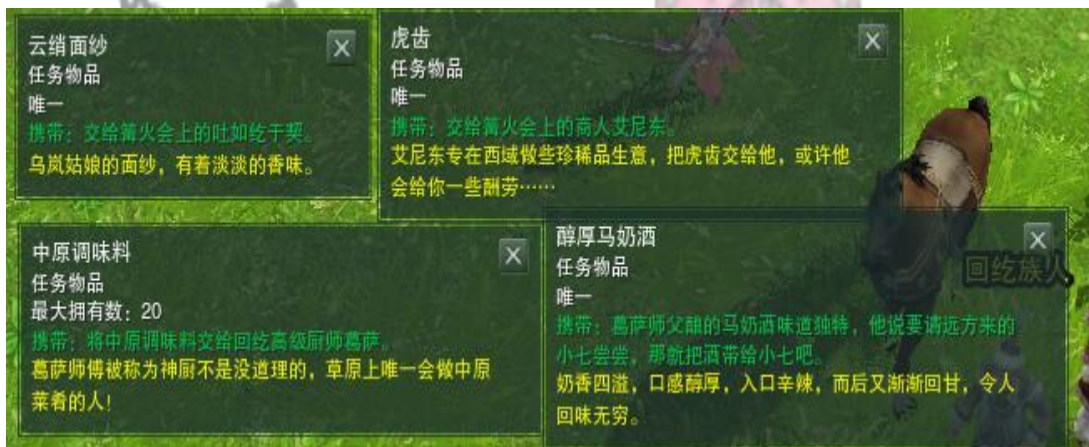 云绡面纱
任务物品
唯一
携带：交给篝火会上的吐如纥于契。
乌岚姑娘的面纱，有着淡淡的香味。
虎齿
任务物品
唯一
携带：交给篝火会上的商人艾尼东。
艾尼东专在西域做些珍稀品生意，把虎齿交给他，或许他
会给你一些酬劳……
中原调味料
任务物品
最大拥有数：20
携带：将中原调味料交给回纥高级厨师葛萨。
葛萨师傅被称为神厨不是没道理的，草原上唯一会做中原
菜肴的人！
醇厚马奶酒
任务物品
唯一
携带：葛萨师父酿的马奶酒味道独特，他说要请远方来的
小七尝尝，那就把酒带给小七吧。
奶香四溢，口感醇厚，入口辛辣，而后又渐渐回甘，令人
回味无穷。
回纥族人